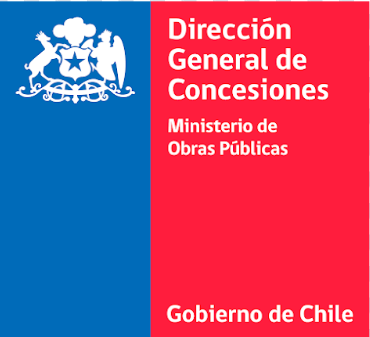 Dirección
General de
Concesiones
Ministerio de
Obras Públicas
Gobierno de Chile